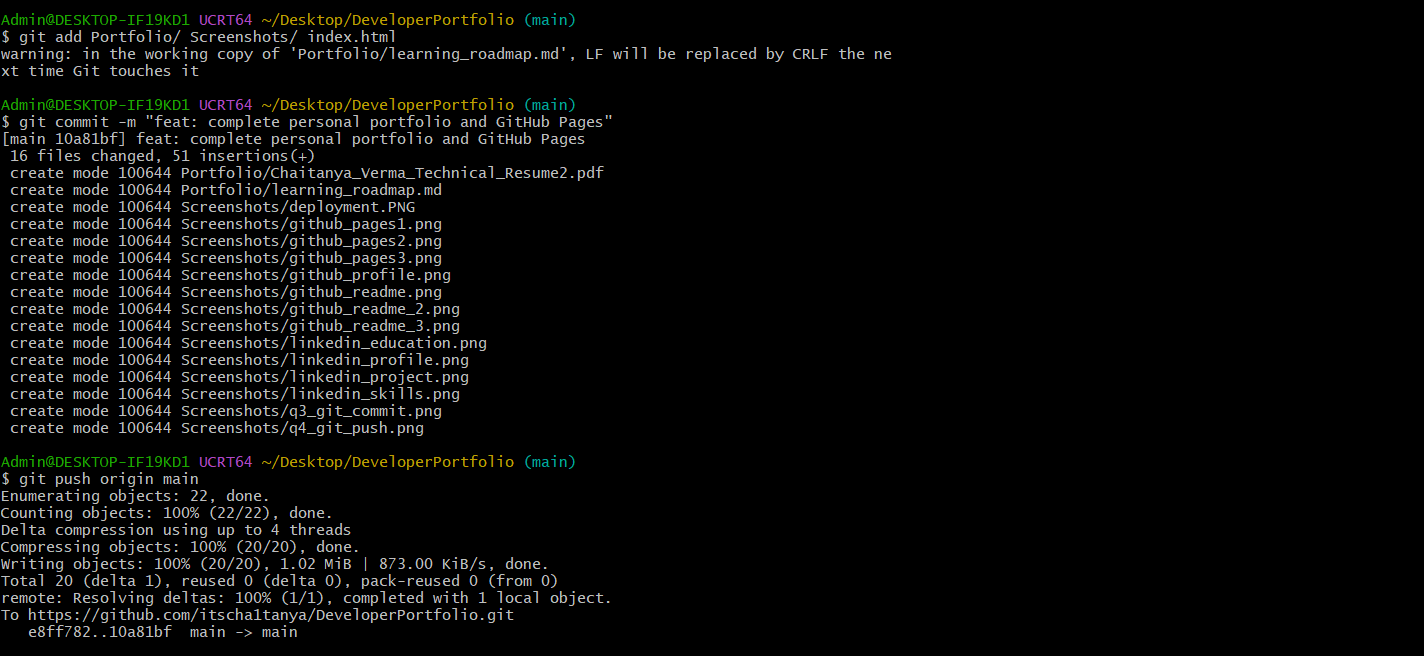 Admin@DESKTOP-IF19KD1 UCRT64 ~/Desktop/DeveloperPortfolio (main)
$ git add Portfolio/ Screenshots/ index.html
warning: in the working copy of 'Portfolio/learning_roadmap.md', LF will be replaced by CRLF the ne
xt time Git touches it
Admin@DESKTOP-IF19KD1 UCRT64 ~/Desktop/DeveloperPortfolio (main)
$ git commit -m "feat: complete personal portfolio and GitHub Pages"
[main 10a81bf] feat: complete personal portfolio and GitHub Pages
 16 files changed, 51 insertions(+)
 create mode 100644 Portfolio/Chaitanya_Verma_Technical_Resume2.pdf
 create mode 100644 Portfolio/learning_roadmap.md
 create mode 100644 Screenshots/deployment.PNG
 create mode 100644 Screenshots/github_pages1.png
 create mode 100644 Screenshots/github_pages2.png
 create mode 100644 Screenshots/github_pages3.png
 create mode 100644 Screenshots/github_profile.png
 create mode 100644 Screenshots/github_readme.png
 create mode 100644 Screenshots/github_readme_2.png
 create mode 100644 Screenshots/github_readme_3.png
 create mode 100644 Screenshots/linkedin_education.png
 create mode 100644 Screenshots/linkedin_profile.png
 create mode 100644 Screenshots/linkedin_project.png
 create mode 100644 Screenshots/linkedin_skills.png
 create mode 100644 Screenshots/q3_git_commit.png
 create mode 100644 Screenshots/q4_git_push.png
Admin@DESKTOP-IF19KD1 UCRT64 ~/Desktop/DeveloperPortfolio (main)
$ git push origin main
Enumerating objects: 22, done.
Counting objects: 100% (22/22), done.
Delta compression using up to 4 threads
Compressing objects: 100% (20/20), done.
Writing objects: 100% (20/20), 1.02 MiB | 873.00 KiB/s, done.
Total 20 (delta 1), reused 0 (delta 0), pack-reused 0 (from 0)
remote: Resolving deltas: 100% (1/1), completed with 1 local object.
To https://github.com/itscha1tanya/DeveloperPortfolio.git
   e8ff782..10a81bf  main -> main